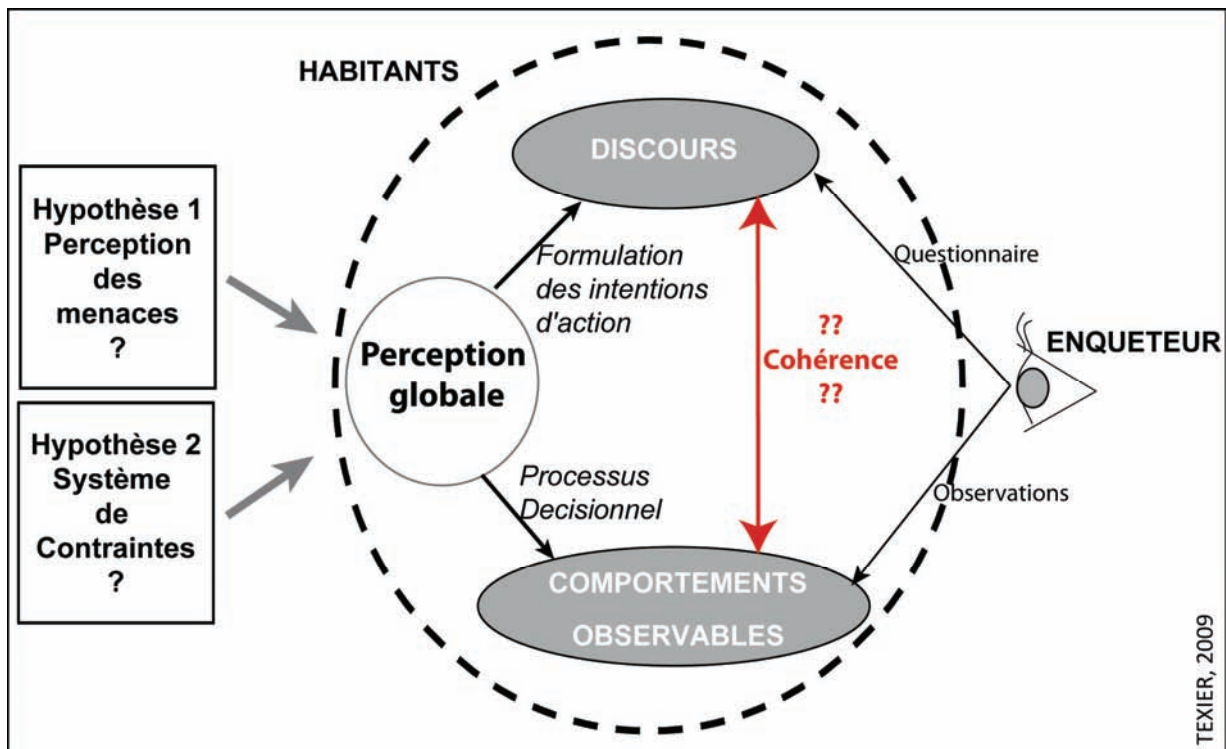 HABITANTS
Hypothèse 1
Perception
des
menaces
?
Hypothèse 2
Système
de
Contraintes
?
Perception
globale
DISCOURS
Formulation
des intentions
d'action
Processus
Decisionnel
COMPORTEMENTS
OBSERVABLES
??
Cohérence
??
Questionnaire
Observations
ENQUETEUR
TEXIER, 2009